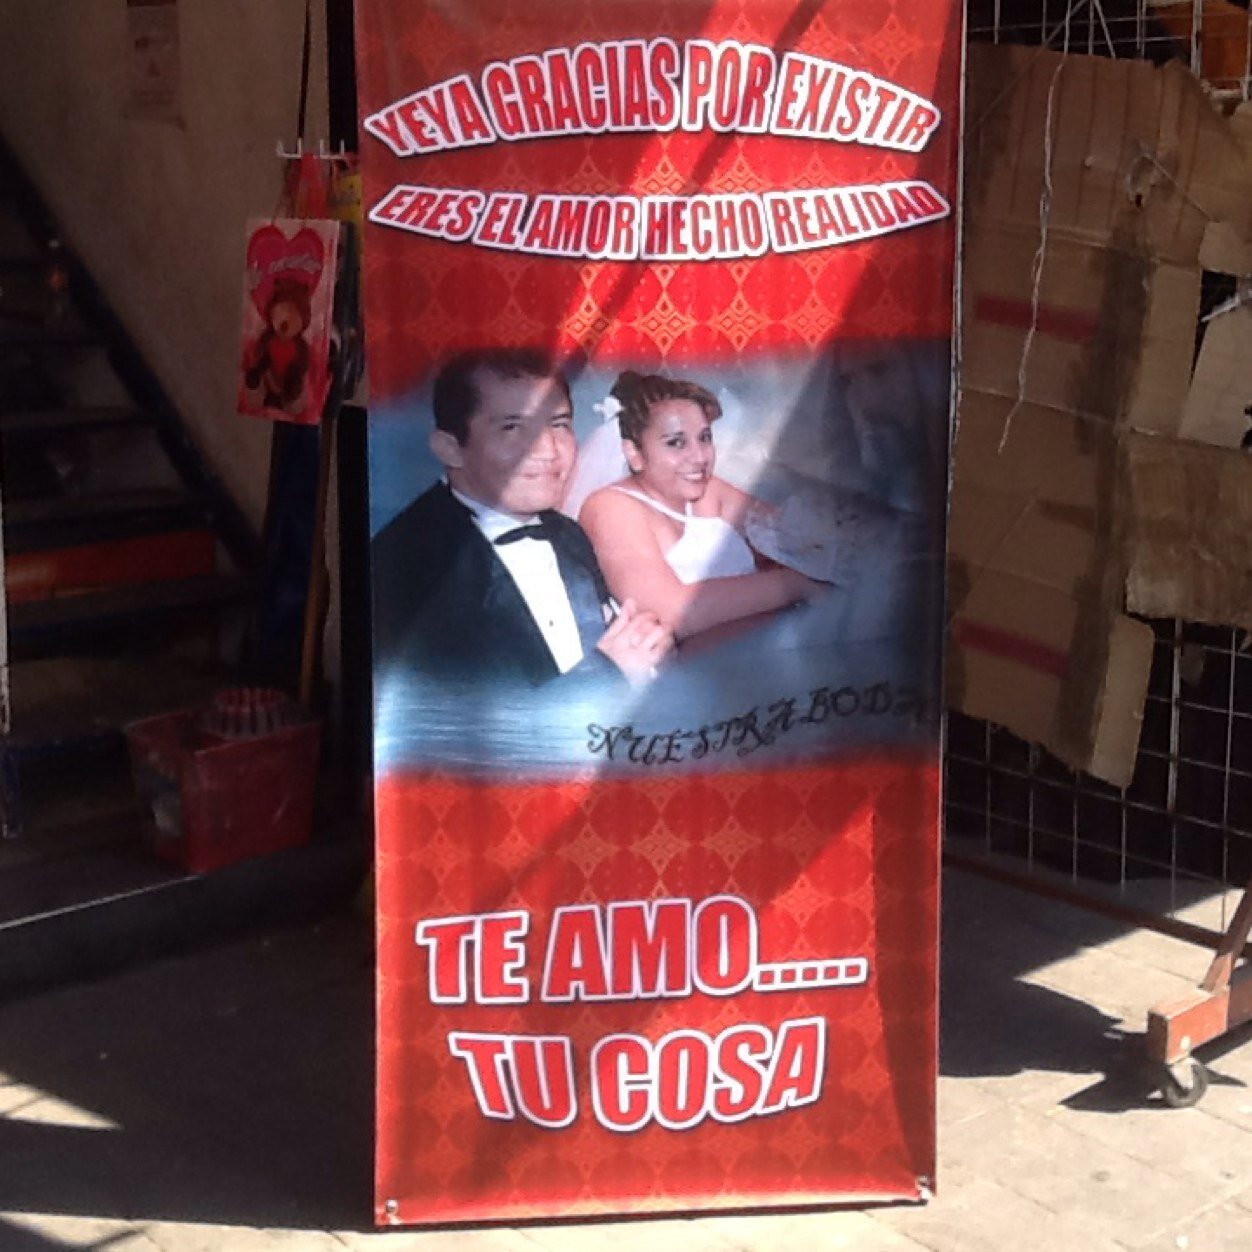 YEYA GRACIAS POR EXISTIR
ERES EL AMOR HECHO REALIDAD
NUESTRA BODA
TE AMO.....
TU COSA